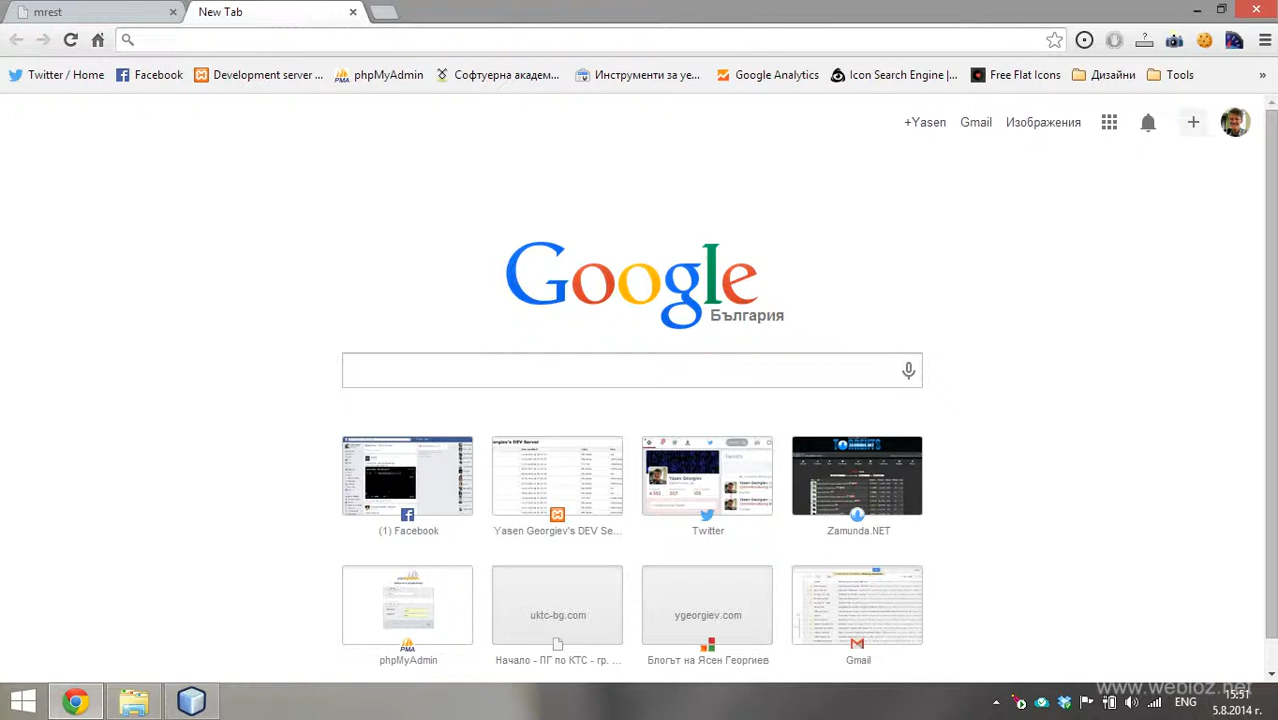 mrest
New Tab
Twitter / Home
Facebook
Development server ...
phpMyAdmin
Софтуерна академ...
Инструменти за уе...
Google Analytics
Icon Search Engine |...
Free Flat Icons
Дизайни
Tools
»
+Yasen
Gmail
Изображения
Google
България
(1) Facebook
Yasen Georgiev's DEV Se...
Twitter
Zamunda.NET
ygeorgiev.com
phpMyAdmin
Начало - ПГ по КТС - гр. ...
Блогът на Ясен Георгиев
Gmail
www.webloz.net
ENG
15:51
5.8.2014 г.